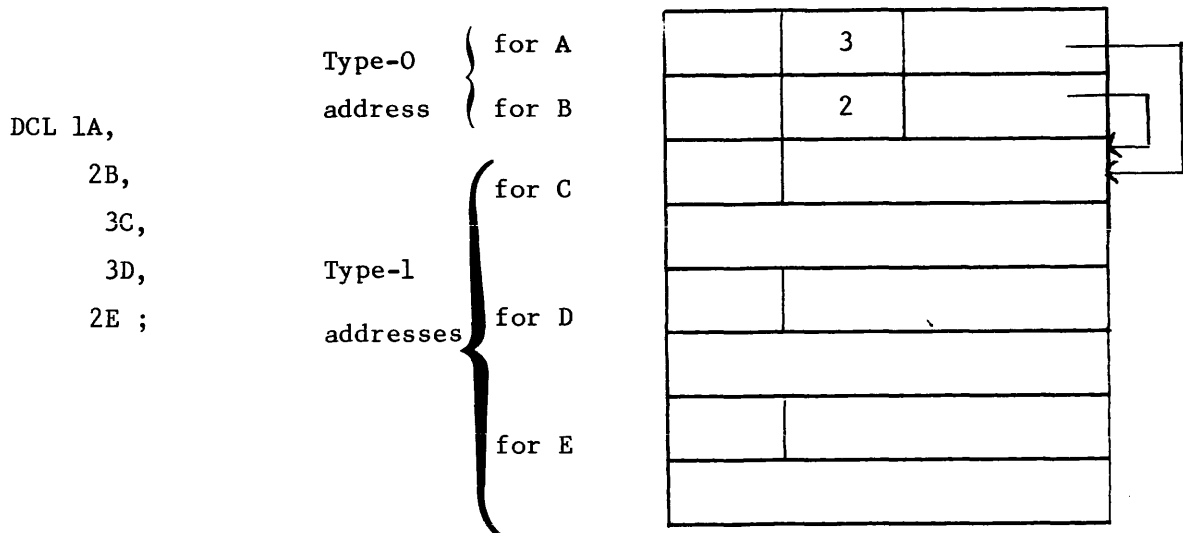 DCL 1A,
2B,
3C,
3D,
2E ;
Type-0
address
for A
for B
Type-1
addresses
for C
for D
for E
3
2